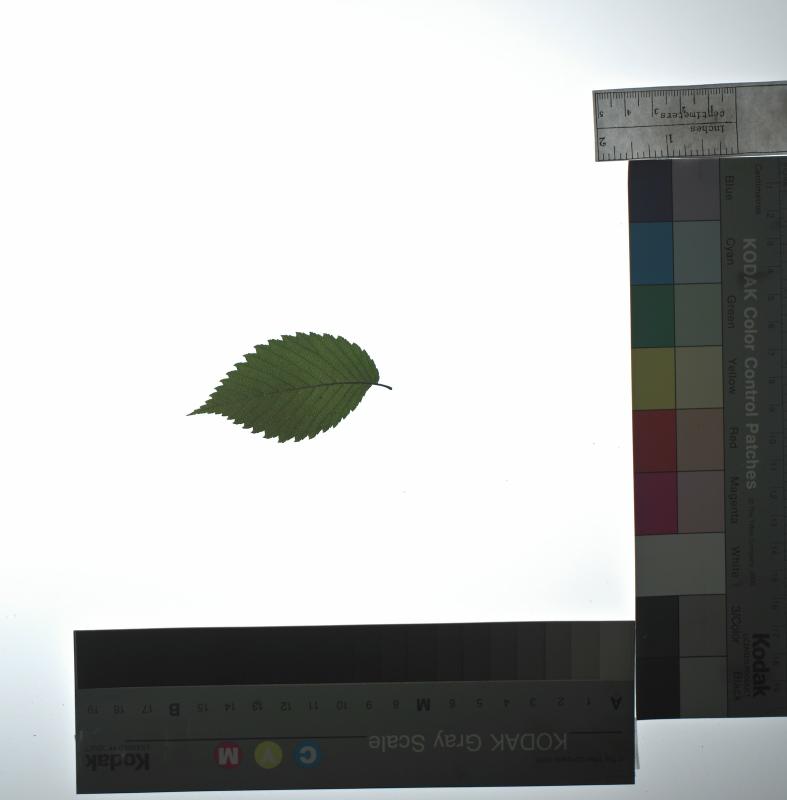 5 4 3 2
centimeters
inches
2 1
Centimetres
KODAK Color Control Patches
Blue
Cyan
Green
Yellow
Red
Magenta
White
3/Color
Black
Kodak
A 1 2 3 4 5 6 M 8 9 10 11 12 13 14 15 B 17 18 19
KODAK Gray Scale
C Y M
Kodak